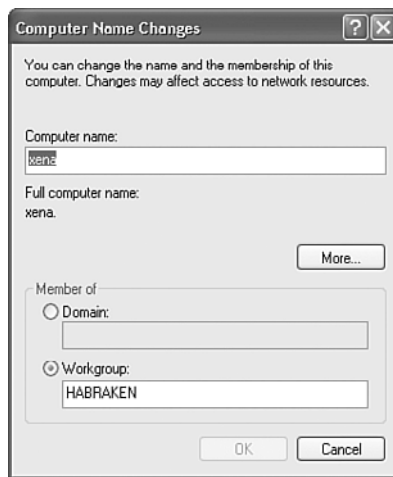 Computer Name Changes
You can change the name and the membership of this
computer. Changes may affect access to network resources.
Computer name:
xena
Full computer name:
xena.
More...
Member of
Domain:
Workgroup:
HABRAKEN
OK
Cancel